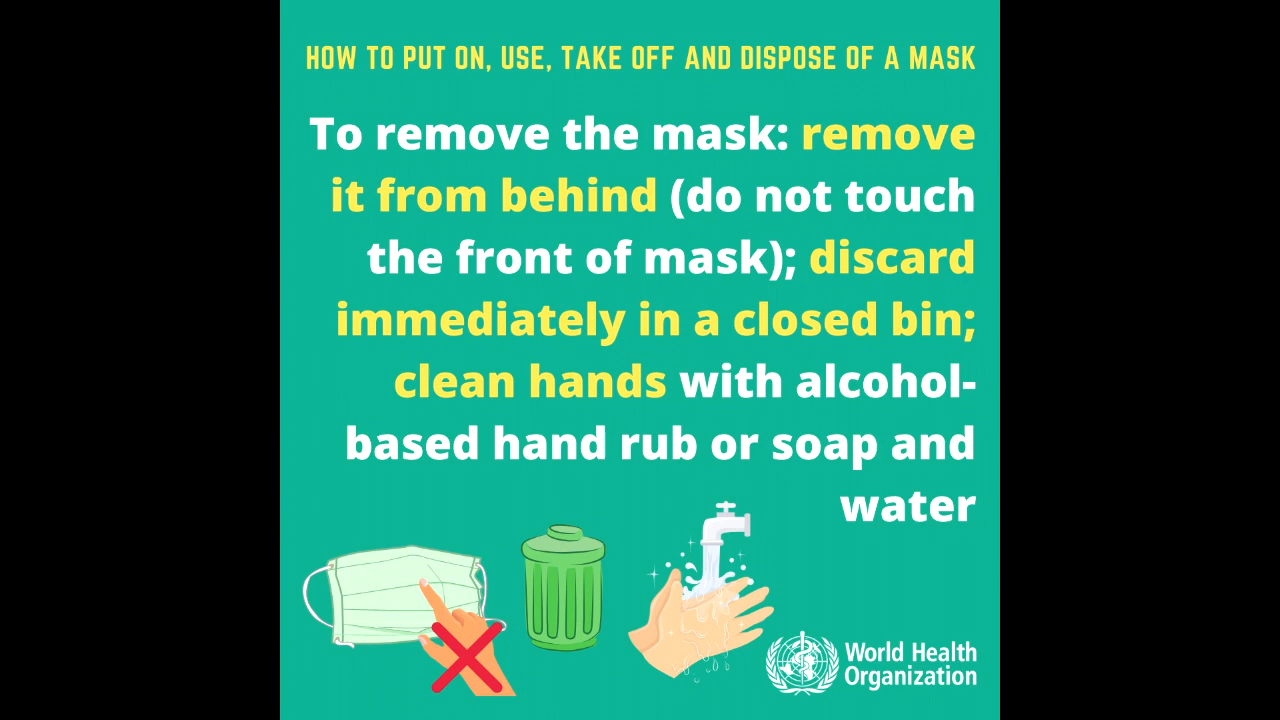 HOW TO PUT ON, USE, TAKE OFF AND DISPOSE OF A MASK
To remove the mask: remove
it from behind (do not touch
the front of mask); discard
immediately in a closed bin;
clean hands with alcohol-
based hand rub or soap and
water
World Health
Organization